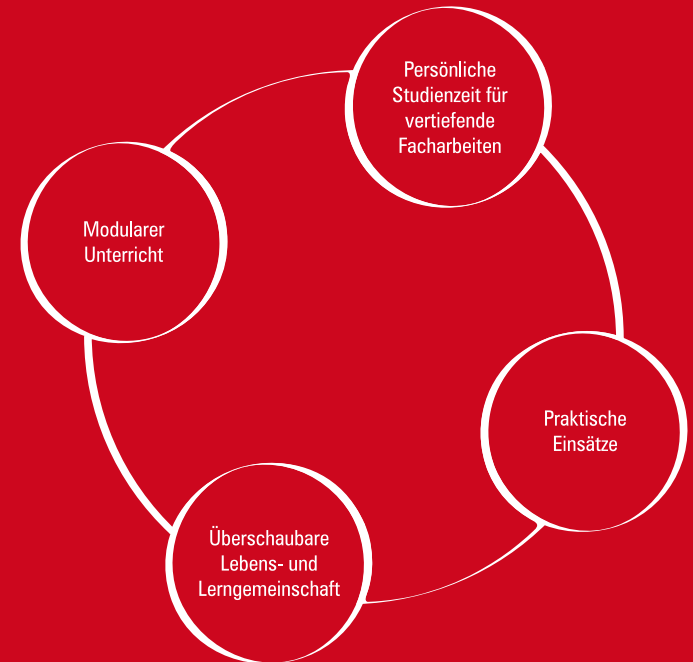 Persönliche
Studienzeit für
vertiefende
Facharbeiten
Modularer
Unterricht
Praktische
Einsätze
Überschaubare
Lebens- und
Lerngemeinschaft